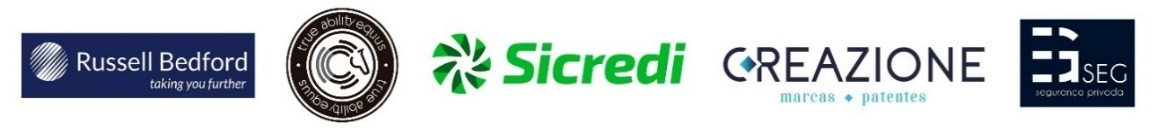 Russell Bedford
taking you further
true ability equus
true ability equus
Sicredi
CREAZIONE
marcas ◆ patentes
SEG
segurança privada